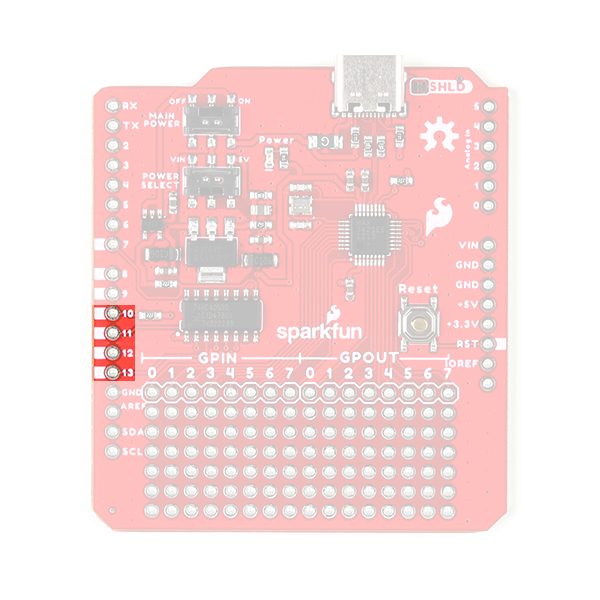 RX
TX
2
3
4
5
6
7
8
9
10
11
12
13
GND
AREF
SDA
SCL
OFF ON
MAIN
POWER
VIN 5V
POWER
SELECT
Power
SHLD
Analog In
5
4
3
2
1
0
VIN
GND
GND
+5V
+3.3V
RST
IOREF
Reset
sparkfun
GPIN GPOUT
0 1 2 3 4 5 6 7 0 1 2 3 4 5 6 7